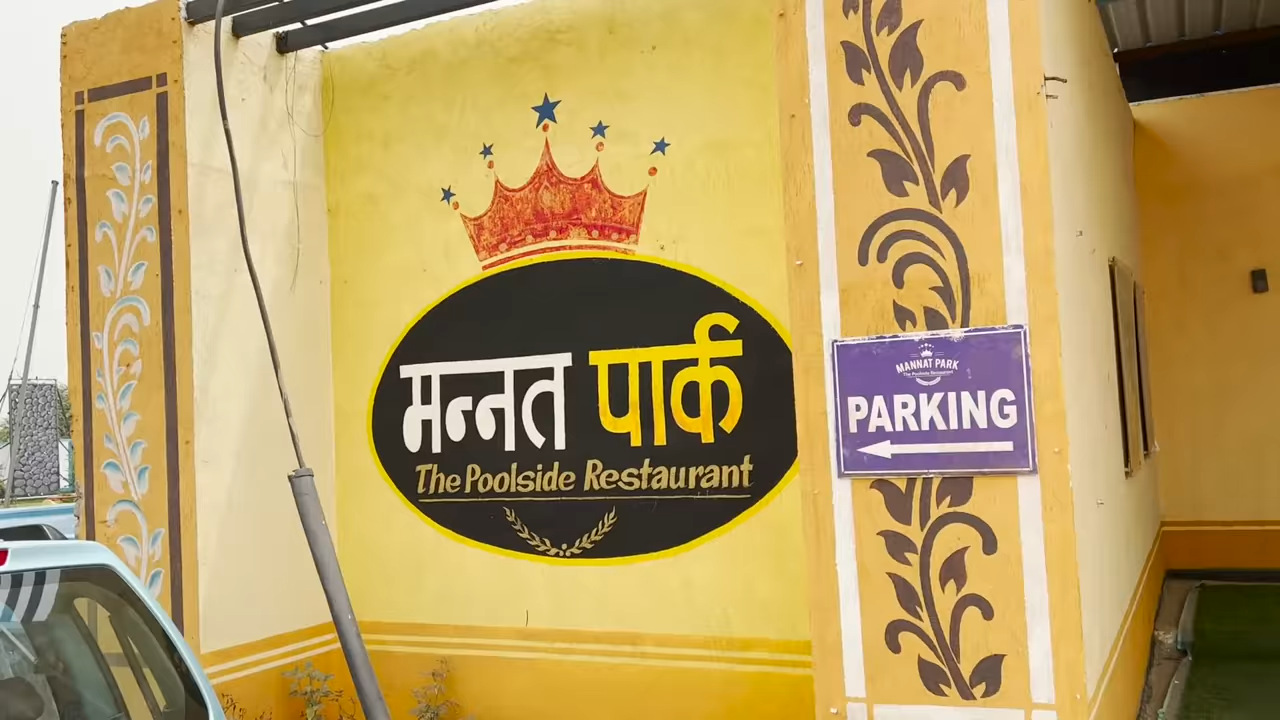 मन्नत पार्क
The Poolside Restaurant
MANNAT PARK
The Poolside Restaurant
PARKING